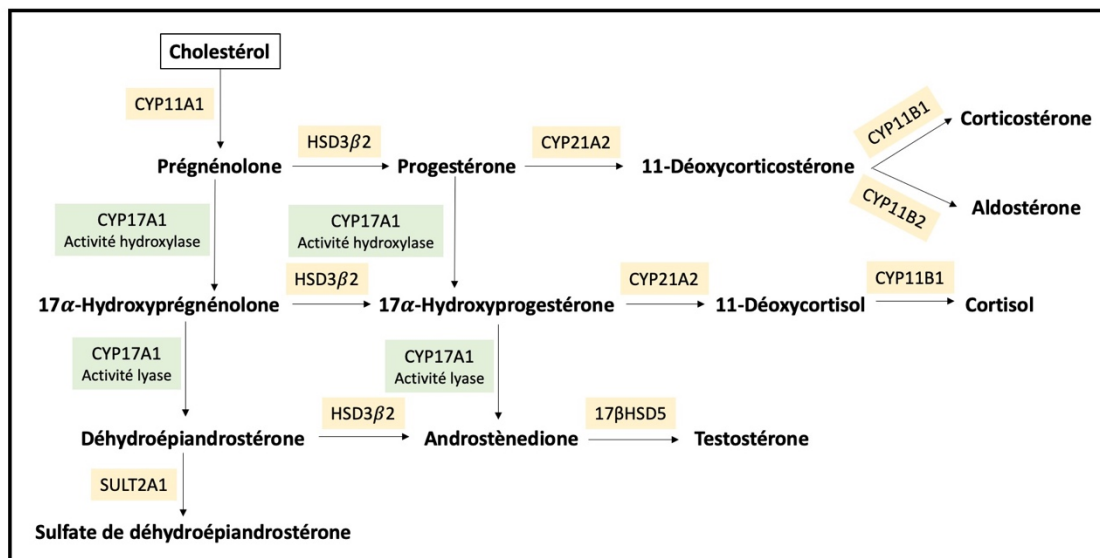 Cholestérol
CYP11A1
HSD3β2
CYP21A2
CYP11B1
Corticostérone
Prégnénolone
Progestérone
11-Déoxycorticostérone
CYP11B2
Aldostérone
CYP17A1
Activité hydroxylase
CYP17A1
Activité hydroxylase
HSD3β2
CYP21A2
CYP11B1
17α-Hydroxyprégnénolone
17α-Hydroxyprogestérone
11-Déoxycortisol
Cortisol
CYP17A1
Activité lyase
CYP17A1
Activité lyase
HSD3β2
17βHSD5
Déhydroépiandrostérone
Androstènedione
Testostérone
SULT2A1
Sulfate de déhydroépiandrostérone